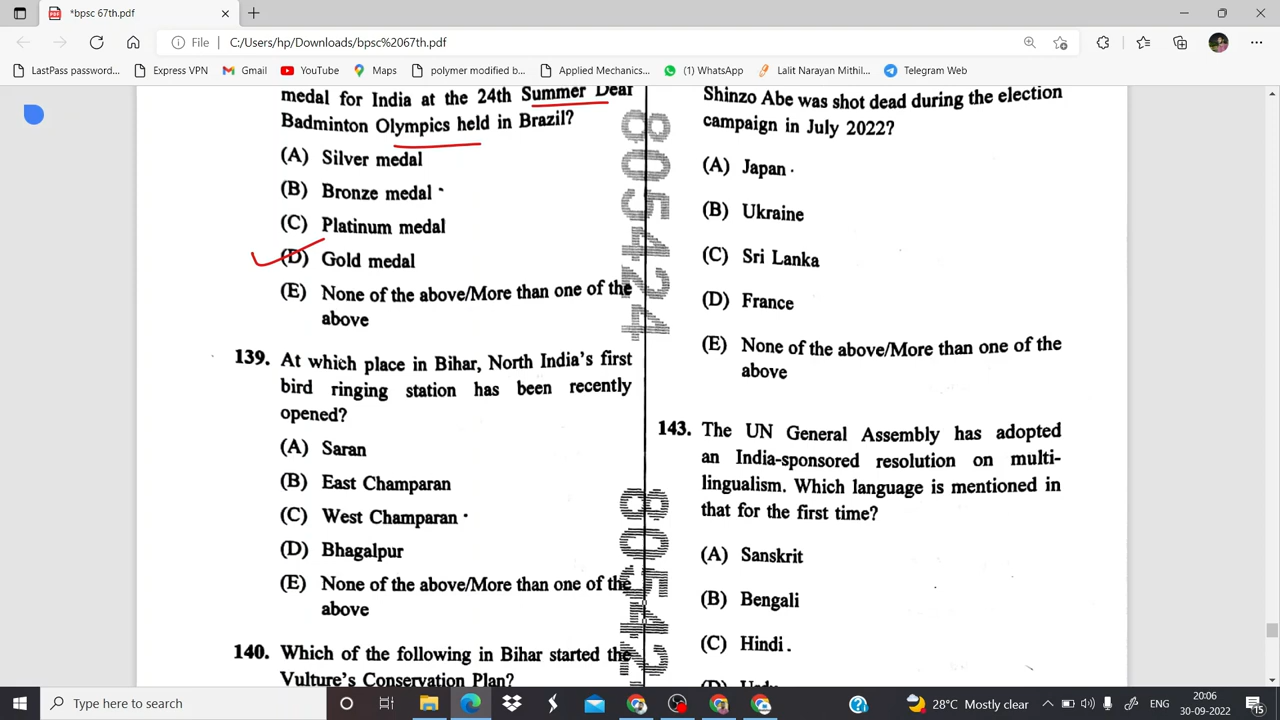 *bpsc 67th.pdf
File
C:/Users/hp/Downloads/bpsc%2067th.pdf
LastPass password...
Express VPN
Gmail
YouTube
Maps
polymer modified b...
Applied Mechanics...
(1) WhatsApp
Lalit Narayan Mithil...
Telegram Web
medal for India at the 24th Summer Deaf
Badminton Olympics held in Brazil?
(A) Silver medal
(B) Bronze medal
(C) Platinum medal
(D) Gold medal
(E) None of the above/More than one of the
above
139. At which place in Bihar, North India's first
bird ringing station has been recently
opened?
(A) Saran
(B) East Champaran
(C) West Champaran
(D) Bhagalpur
(E) None of the above/More than one of the
above
140. Which of the following in Bihar started the
Vulture's Conservation Plan?
Shinzo Abe was shot dead during the election
campaign in July 2022?
(A) Japan
(B) Ukraine
(C) Sri Lanka
(D) France
(E) None of the above/More than one of the
above
143. The UN General Assembly has adopted
an India-sponsored resolution on multi-
lingualism. Which language is mentioned in
that for the first time?
(A) Sanskrit
(B) Bengali
(C) Hindi
Type here to search
28°C Mostly clear
20:06
30-09-2022